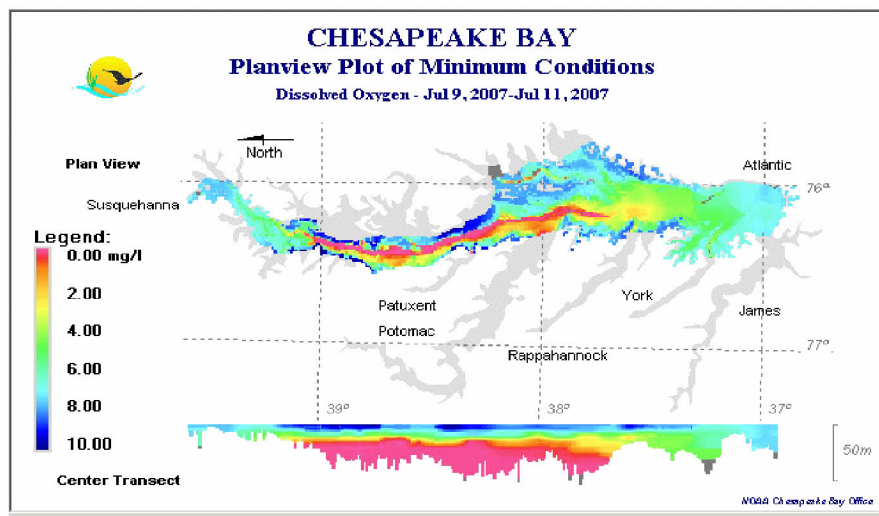 CHESAPEAKE BAY
Planview Plot of Minimum Conditions
Dissolved Oxygen - Jul 9, 2007-Jul 11, 2007
North
Plan View
Atlantic
76°
Susquehanna
Legend:
0.00 mg/l
2.00
4.00
6.00
8.00
10.00
Patuxent
York
James
Potomac
Rappahannock
77°
39°
38°
37°
50m
Center Transect
NOAA Chesapeake Bay Office